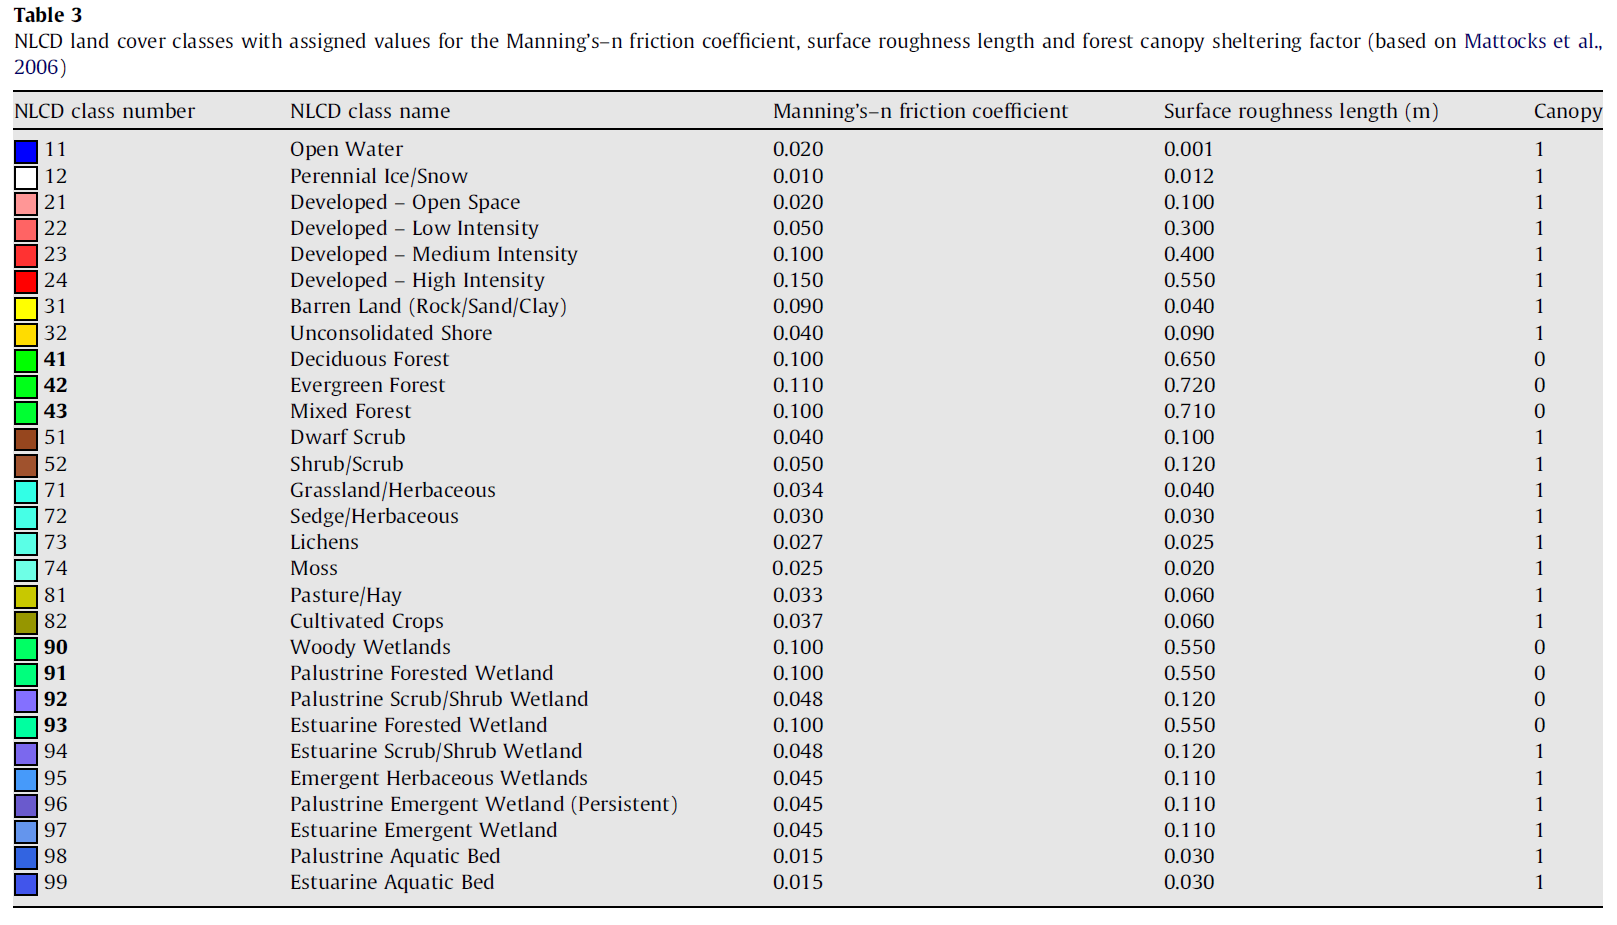 Table 3
NLCD land cover classes with assigned values for the Manning's–n friction coefficient, surface roughness length and forest canopy sheltering factor (based on Mattocks et al.,
2006)
NLCD class number NLCD class name Manning's–n friction coefficient Surface roughness length (m) Canopy
11 Open Water 0.020 0.001 1
12 Perennial Ice/Snow 0.010 0.012 1
21 Developed – Open Space 0.020 0.100 1
22 Developed – Low Intensity 0.050 0.300 1
23 Developed – Medium Intensity 0.100 0.400 1
24 Developed – High Intensity 0.150 0.550 1
31 Barren Land (Rock/Sand/Clay) 0.090 0.040 1
32 Unconsolidated Shore 0.040 0.090 1
41 Deciduous Forest 0.100 0.650 0
42 Evergreen Forest 0.110 0.720 0
43 Mixed Forest 0.100 0.710 0
51 Dwarf Scrub 0.040 0.100 1
52 Shrub/Scrub 0.050 0.120 1
71 Grassland/Herbaceous 0.034 0.040 1
72 Sedge/Herbaceous 0.030 0.030 1
73 Lichens 0.027 0.025 1
74 Moss 0.025 0.020 1
81 Pasture/Hay 0.033 0.060 1
82 Cultivated Crops 0.037 0.060 1
90 Woody Wetlands 0.100 0.550 0
91 Palustrine Forested Wetland 0.100 0.550 0
92 Palustrine Scrub/Shrub Wetland 0.048 0.120 0
93 Estuarine Forested Wetland 0.100 0.550 0
94 Estuarine Scrub/Shrub Wetland 0.048 0.120 1
95 Emergent Herbaceous Wetlands 0.045 0.110 1
96 Palustrine Emergent Wetland (Persistent) 0.045 0.110 1
97 Estuarine Emergent Wetland 0.045 0.110 1
98 Palustrine Aquatic Bed 0.015 0.030 1
99 Estuarine Aquatic Bed 0.015 0.030 1